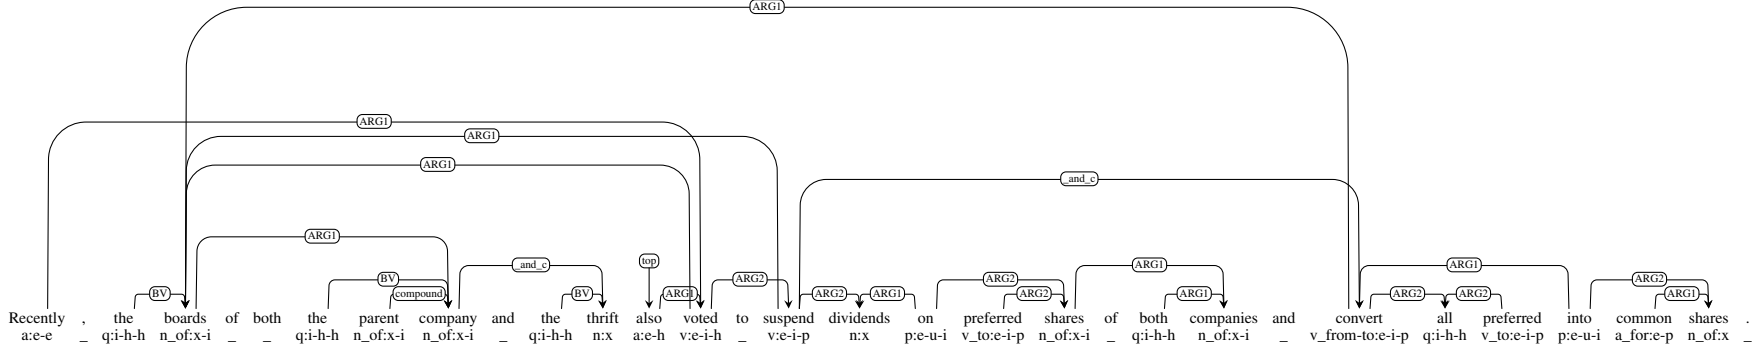 ARG1
ARG1
ARG1
ARG1
_and_c
ARG1
top
_and_c
ARG1
ARG1
BV
ARG2
ARG2
ARG2
BV
compound
BV
ARG1
ARG2
ARG1
ARG2
ARG1
ARG2
ARG2
ARG1
Recently , the boards of both the parent company and the thrift also voted to suspend dividends on preferred shares of both companies and convert all preferred into common shares .
a:e-e _ q:i-h-h n_of:x-i _ _ q:i-h-h n_of:x-i n_of:x-i _ q:i-h-h n:x a:e-h v:e-i-h _ v:e-i-p n:x p:e-u-i v_to:e-i-p n_of:x-i _ q:i-h-h n_of:x-i _ v_from-to:e-i-p q:i-h-h v_to:e-i-p p:e-u-i a_for:e-p n_of:x _